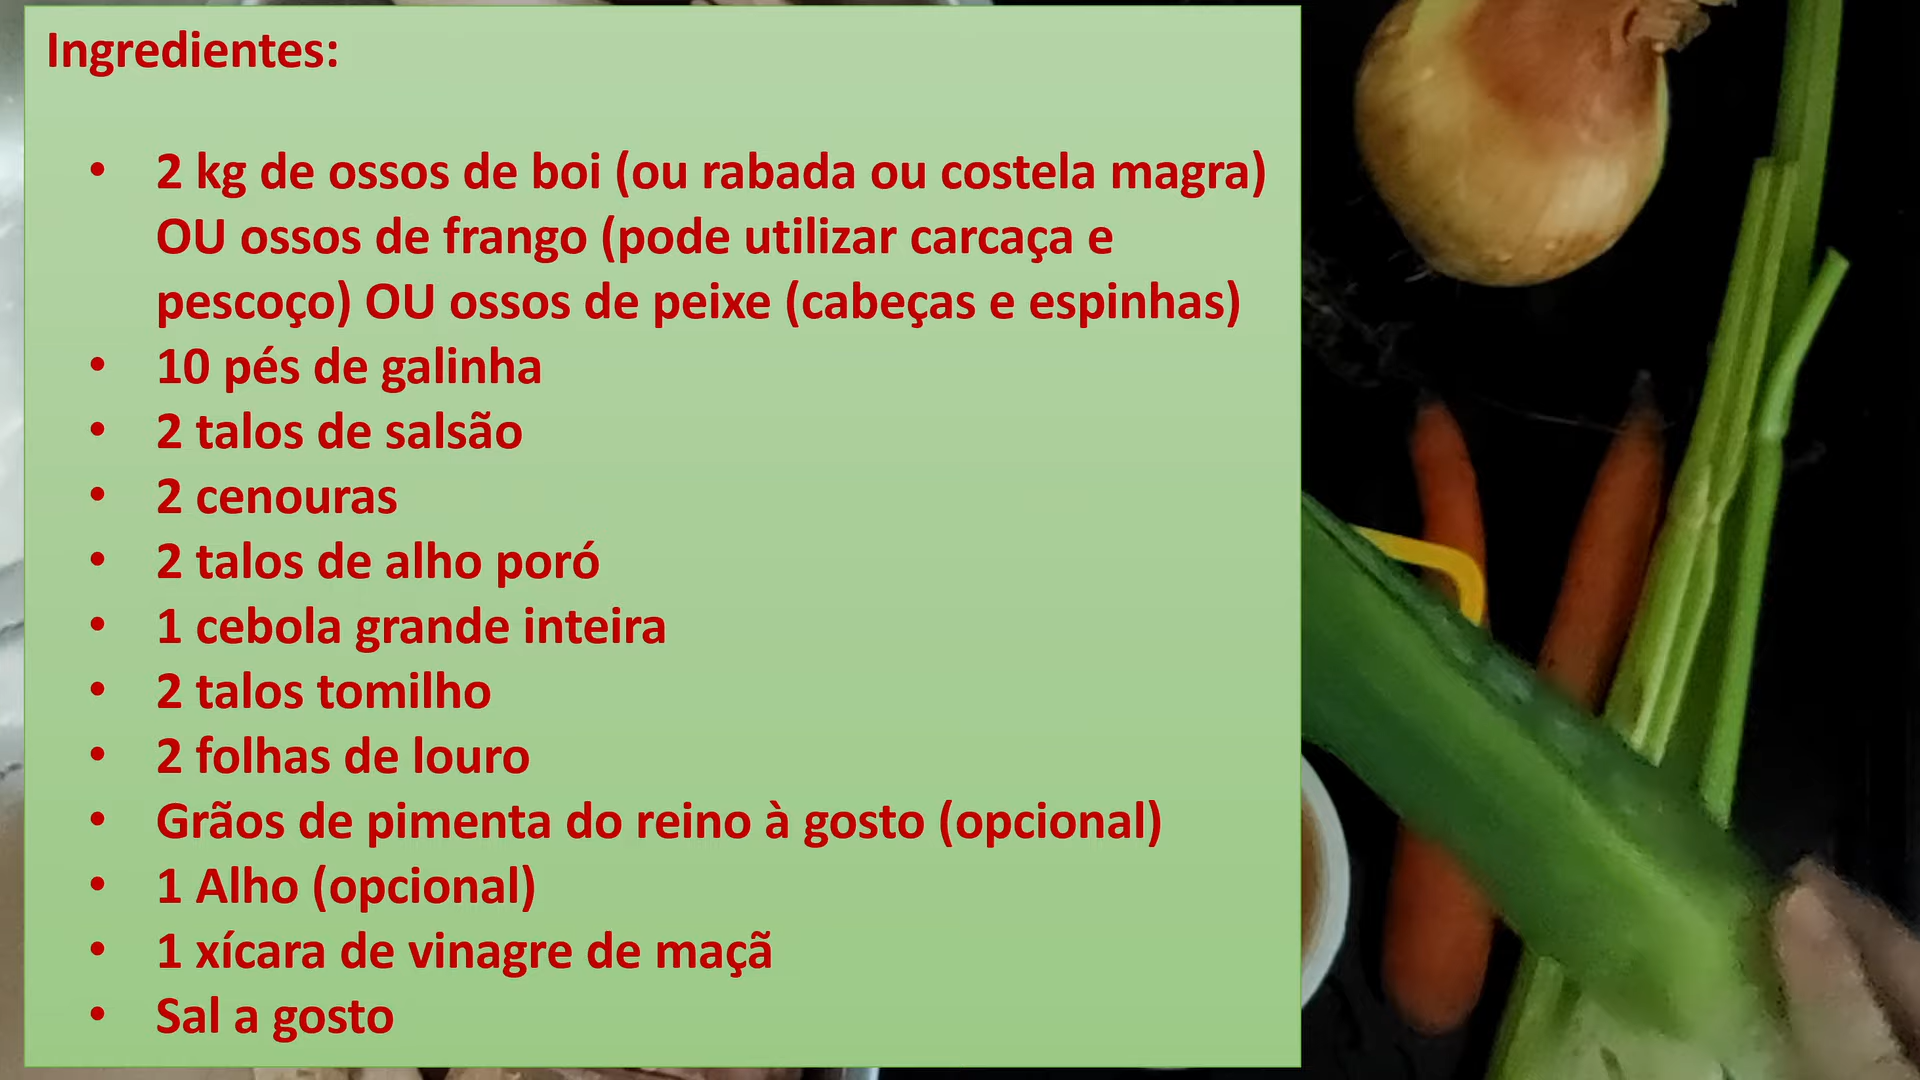 Ingredientes:
• 2 kg de ossos de boi (ou rabada ou costela magra)
OU ossos de frango (pode utilizar carcaça e
pescoço) OU ossos de peixe (cabeças e espinhas)
• 10 pés de galinha
• 2 talos de salsão
• 2 cenouras
• 2 talos de alho poró
• 1 cebola grande inteira
• 2 talos tomilho
• 2 folhas de louro
• Grãos de pimenta do reino à gosto (opcional)
• 1 Alho (opcional)
• 1 xícara de vinagre de maçã
• Sal a gosto